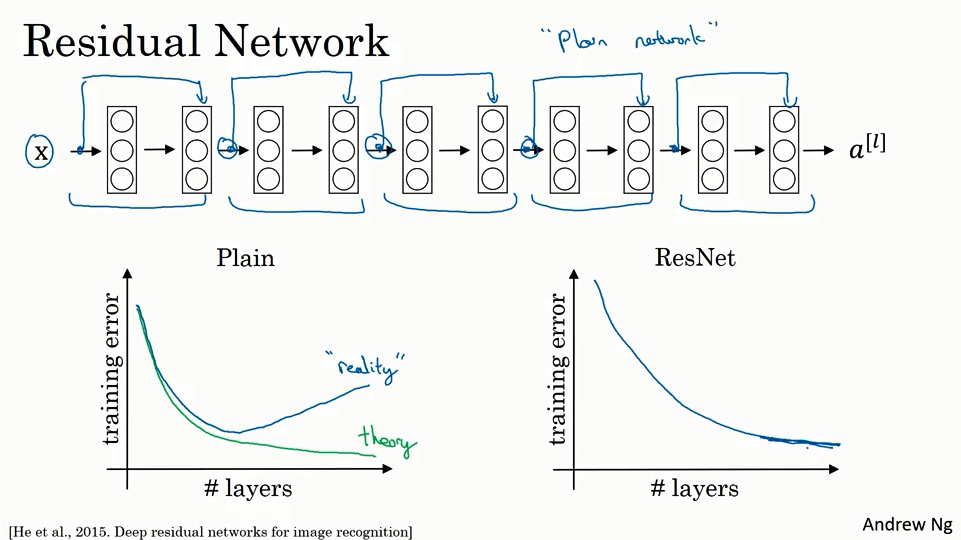 Residual Network
"Plain network"
x
a[l]
Plain
ResNet
training error
"reality"
theory
# layers
training error
# layers
[He et al., 2015. Deep residual networks for image recognition]
Andrew Ng